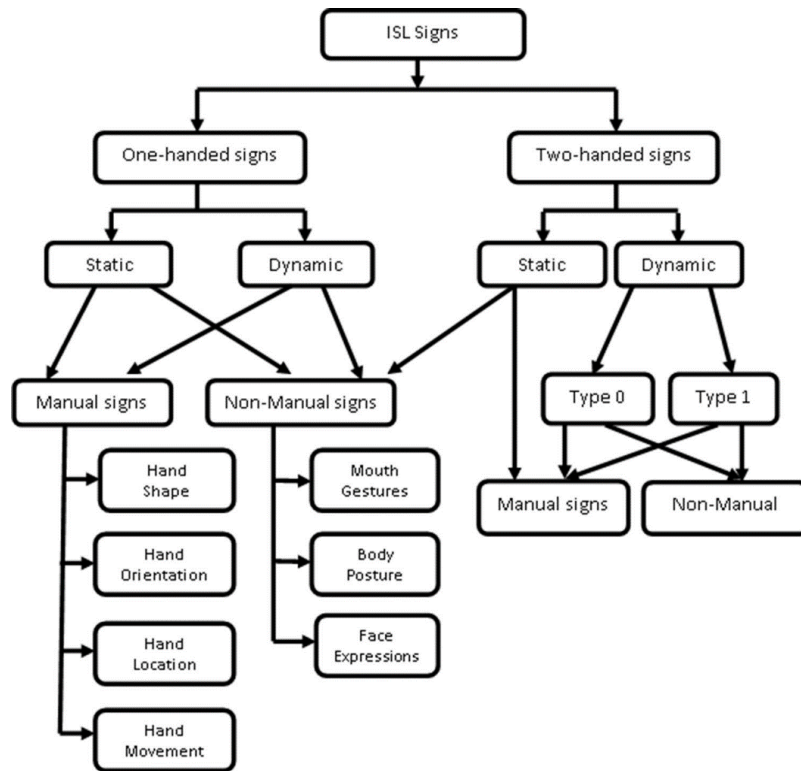 ISL Signs
One-handed signs
Two-handed signs
Static
Dynamic
Static
Dynamic
Manual signs
Non-Manual signs
Type 0
Type 1
Hand
Shape
Mouth
Gestures
Manual signs
Non-Manual
Hand
Orientation
Body
Posture
Hand
Location
Face
Expressions
Hand
Movement